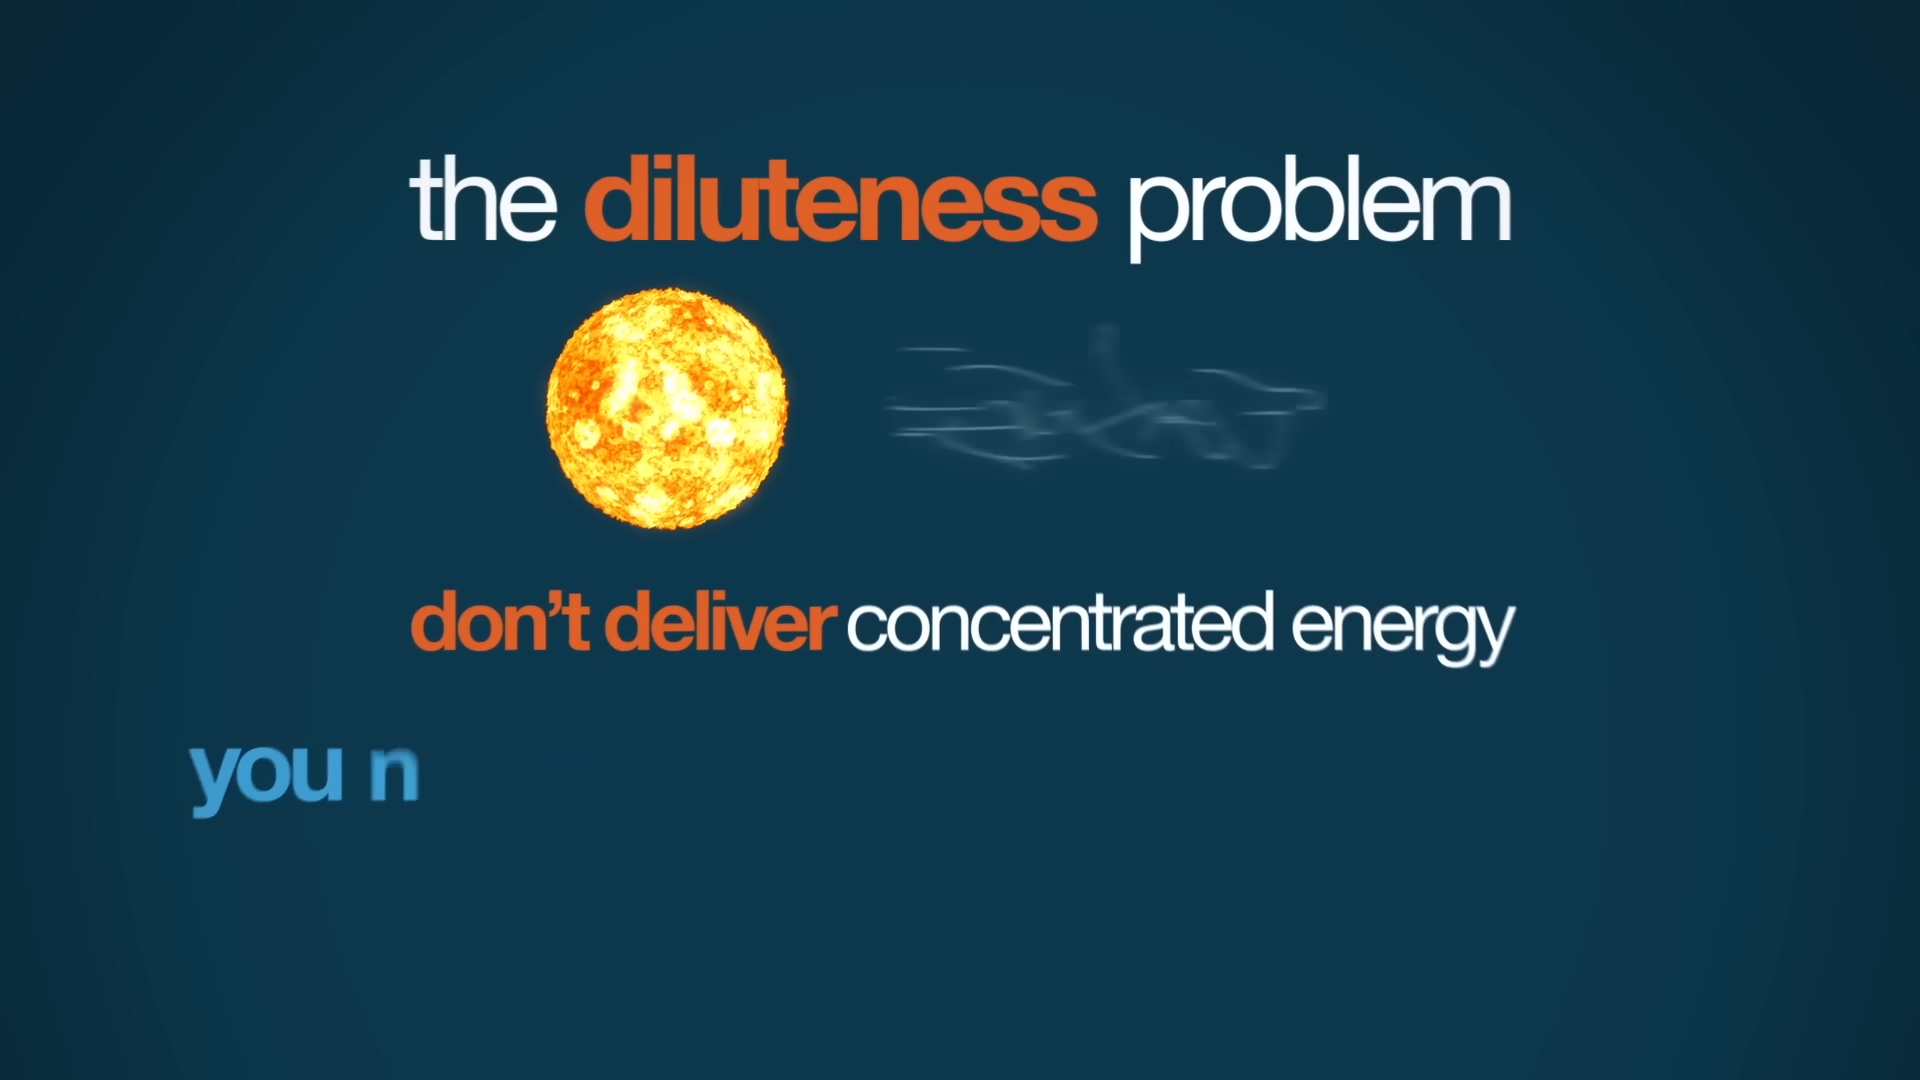 the diluteness problem
don’t deliver concentrated energy
you n